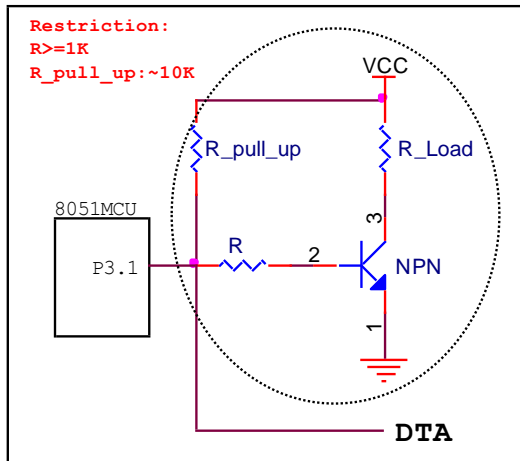 Restriction:
R>=1K
R_pull_up:~10K
VCC
R_pull_up
R_Load
8051MCU
3
R
2
NPN
P3.1
1
DTA